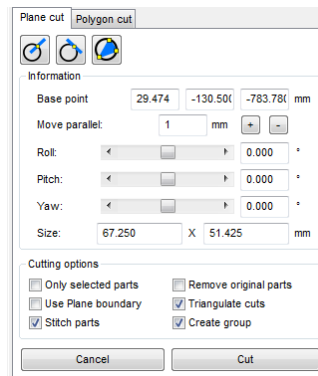 Plane cut Polygon cut
Information
Base point 29.474 -130.500 -783.780 mm
Move parallel: 1 mm + -
Roll: 0.000 °
Pitch: 0.000 °
Yaw: 0.000 °
Size: 67.250 X 51.425 mm
Cutting options
Only selected parts Remove original parts
Use Plane boundary Triangulate cuts
Stitch parts Create group
Cancel Cut